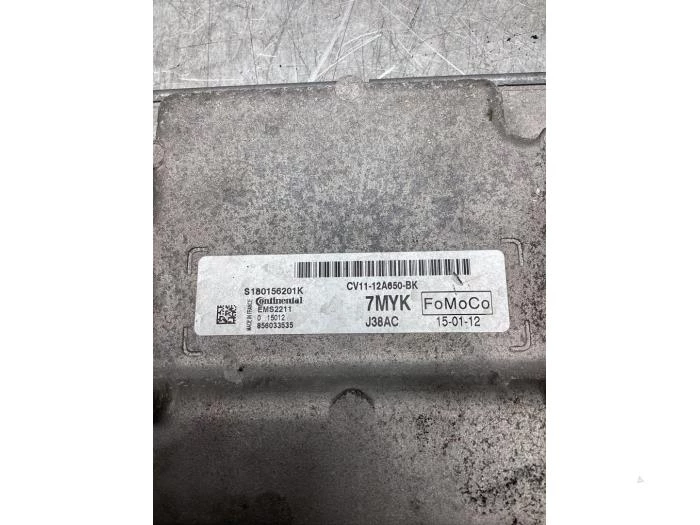 S180156201K
Continental
EMS2211
0 15012
856033535
MADE IN FRANCE
CV11-12A650-BK
7MYK
J38AC
FoMoCo
15-01-12